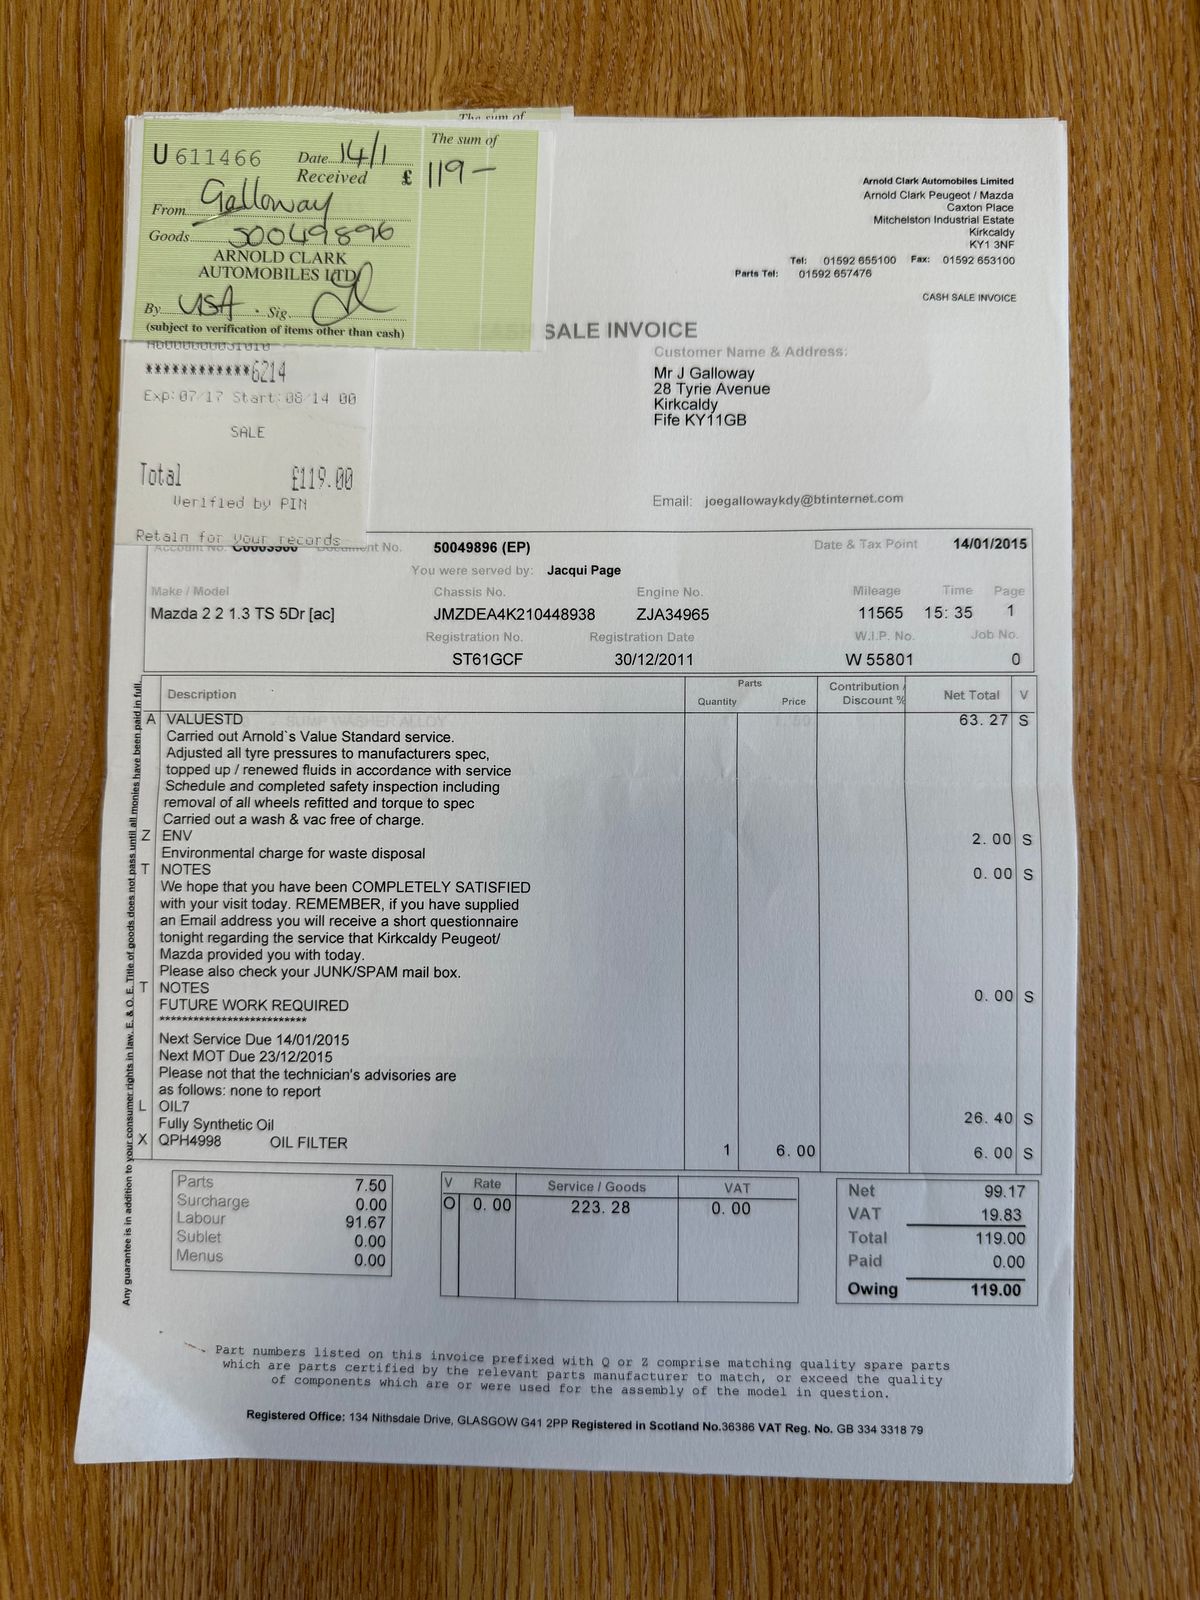 The sum of
U 611466
Date 14/1
Received £
The sum of
119-
From Galloway
Goods 50049896
ARNOLD CLARK
AUTOMOBILES LTD
By VISA. Sig.
(subject to verification of items other than cash)
************6214
Exp:07/17 Start:08/14 00
SALE
Total £119.00
Verified by PIN
Retain for your records
Arnold Clark Automobiles Limited
Arnold Clark Peugeot / Mazda
Caxton Place
Mitchelston Industrial Estate
Kirkcaldy
KY1 3NF
Tel: 01592 655100 Fax: 01592 653100
Parts Tel: 01592 657476
CASH SALE INVOICE
CASH SALE INVOICE
Customer Name & Address:
Mr J Galloway
28 Tyrie Avenue
Kirkcaldy
Fife KY11GB
Email: joegallowaykdy@btinternet.com
Account No. C0003500 Document No. 50049896 (EP) Date & Tax Point 14/01/2015
You were served by: Jacqui Page
Make / Model Chassis No. Engine No. Mileage Time Page
Mazda 2 2 1.3 TS 5Dr [ac] JMZDEA4K210448938 ZJA34965 11565 15: 35 1
Registration No. Registration Date W.I.P. No. Job No.
ST61GCF 30/12/2011 W 55801 0
Description Parts Quantity Price Contribution / Discount % Net Total V
A VALUESTD 63. 27 S
Carried out Arnold`s Value Standard service.
Adjusted all tyre pressures to manufacturers spec,
topped up / renewed fluids in accordance with service
Schedule and completed safety inspection including
removal of all wheels refitted and torque to spec
Carried out a wash & vac free of charge.
Z ENV 2. 00 S
Environmental charge for waste disposal
T NOTES 0. 00 S
We hope that you have been COMPLETELY SATISFIED
with your visit today. REMEMBER, if you have supplied
an Email address you will receive a short questionnaire
tonight regarding the service that Kirkcaldy Peugeot/
Mazda provided you with today.
Please also check your JUNK/SPAM mail box.
T NOTES 0. 00 S
FUTURE WORK REQUIRED
**************************
Next Service Due 14/01/2015
Next MOT Due 23/12/2015
Please not that the technician's advisories are
as follows: none to report
L OIL7 26. 40 S
Fully Synthetic Oil
X QPH4998 OIL FILTER 1 6. 00 6. 00 S
Any guarantee is in addition to your consumer rights in law. E. & O. E. Title of goods does not pass until all monies have been paid in full.
Parts 7.50
Surcharge 0.00
Labour 91.67
Sublet 0.00
Menus 0.00
V Rate Service / Goods VAT
O 0. 00 223. 28 0. 00
Net 99.17
VAT 19.83
Total 119.00
Paid 0.00
Owing 119.00
Part numbers listed on this invoice prefixed with Q or Z comprise matching quality spare parts
which are parts certified by the relevant parts manufacturer to match, or exceed the quality
of components which are or were used for the assembly of the model in question.
Registered Office: 134 Nithsdale Drive, GLASGOW G41 2PP Registered in Scotland No.36386 VAT Reg. No. GB 334 3318 79